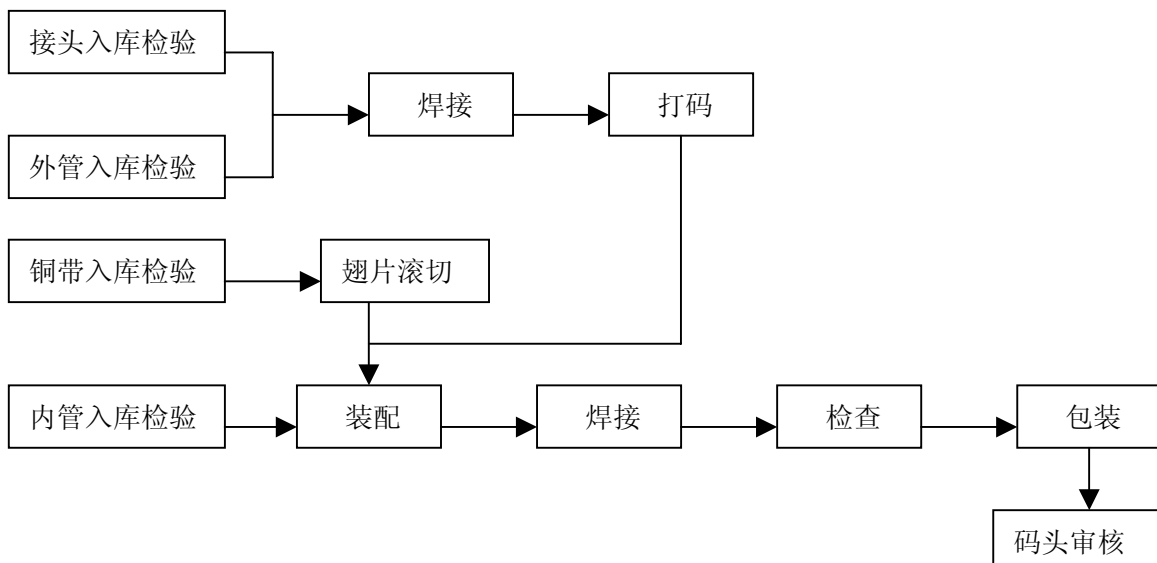 接头入库检验
焊接
打码
外管入库检验
铜带入库检验
翅片滚切
内管入库检验
装配
焊接
检查
包装
码头审核